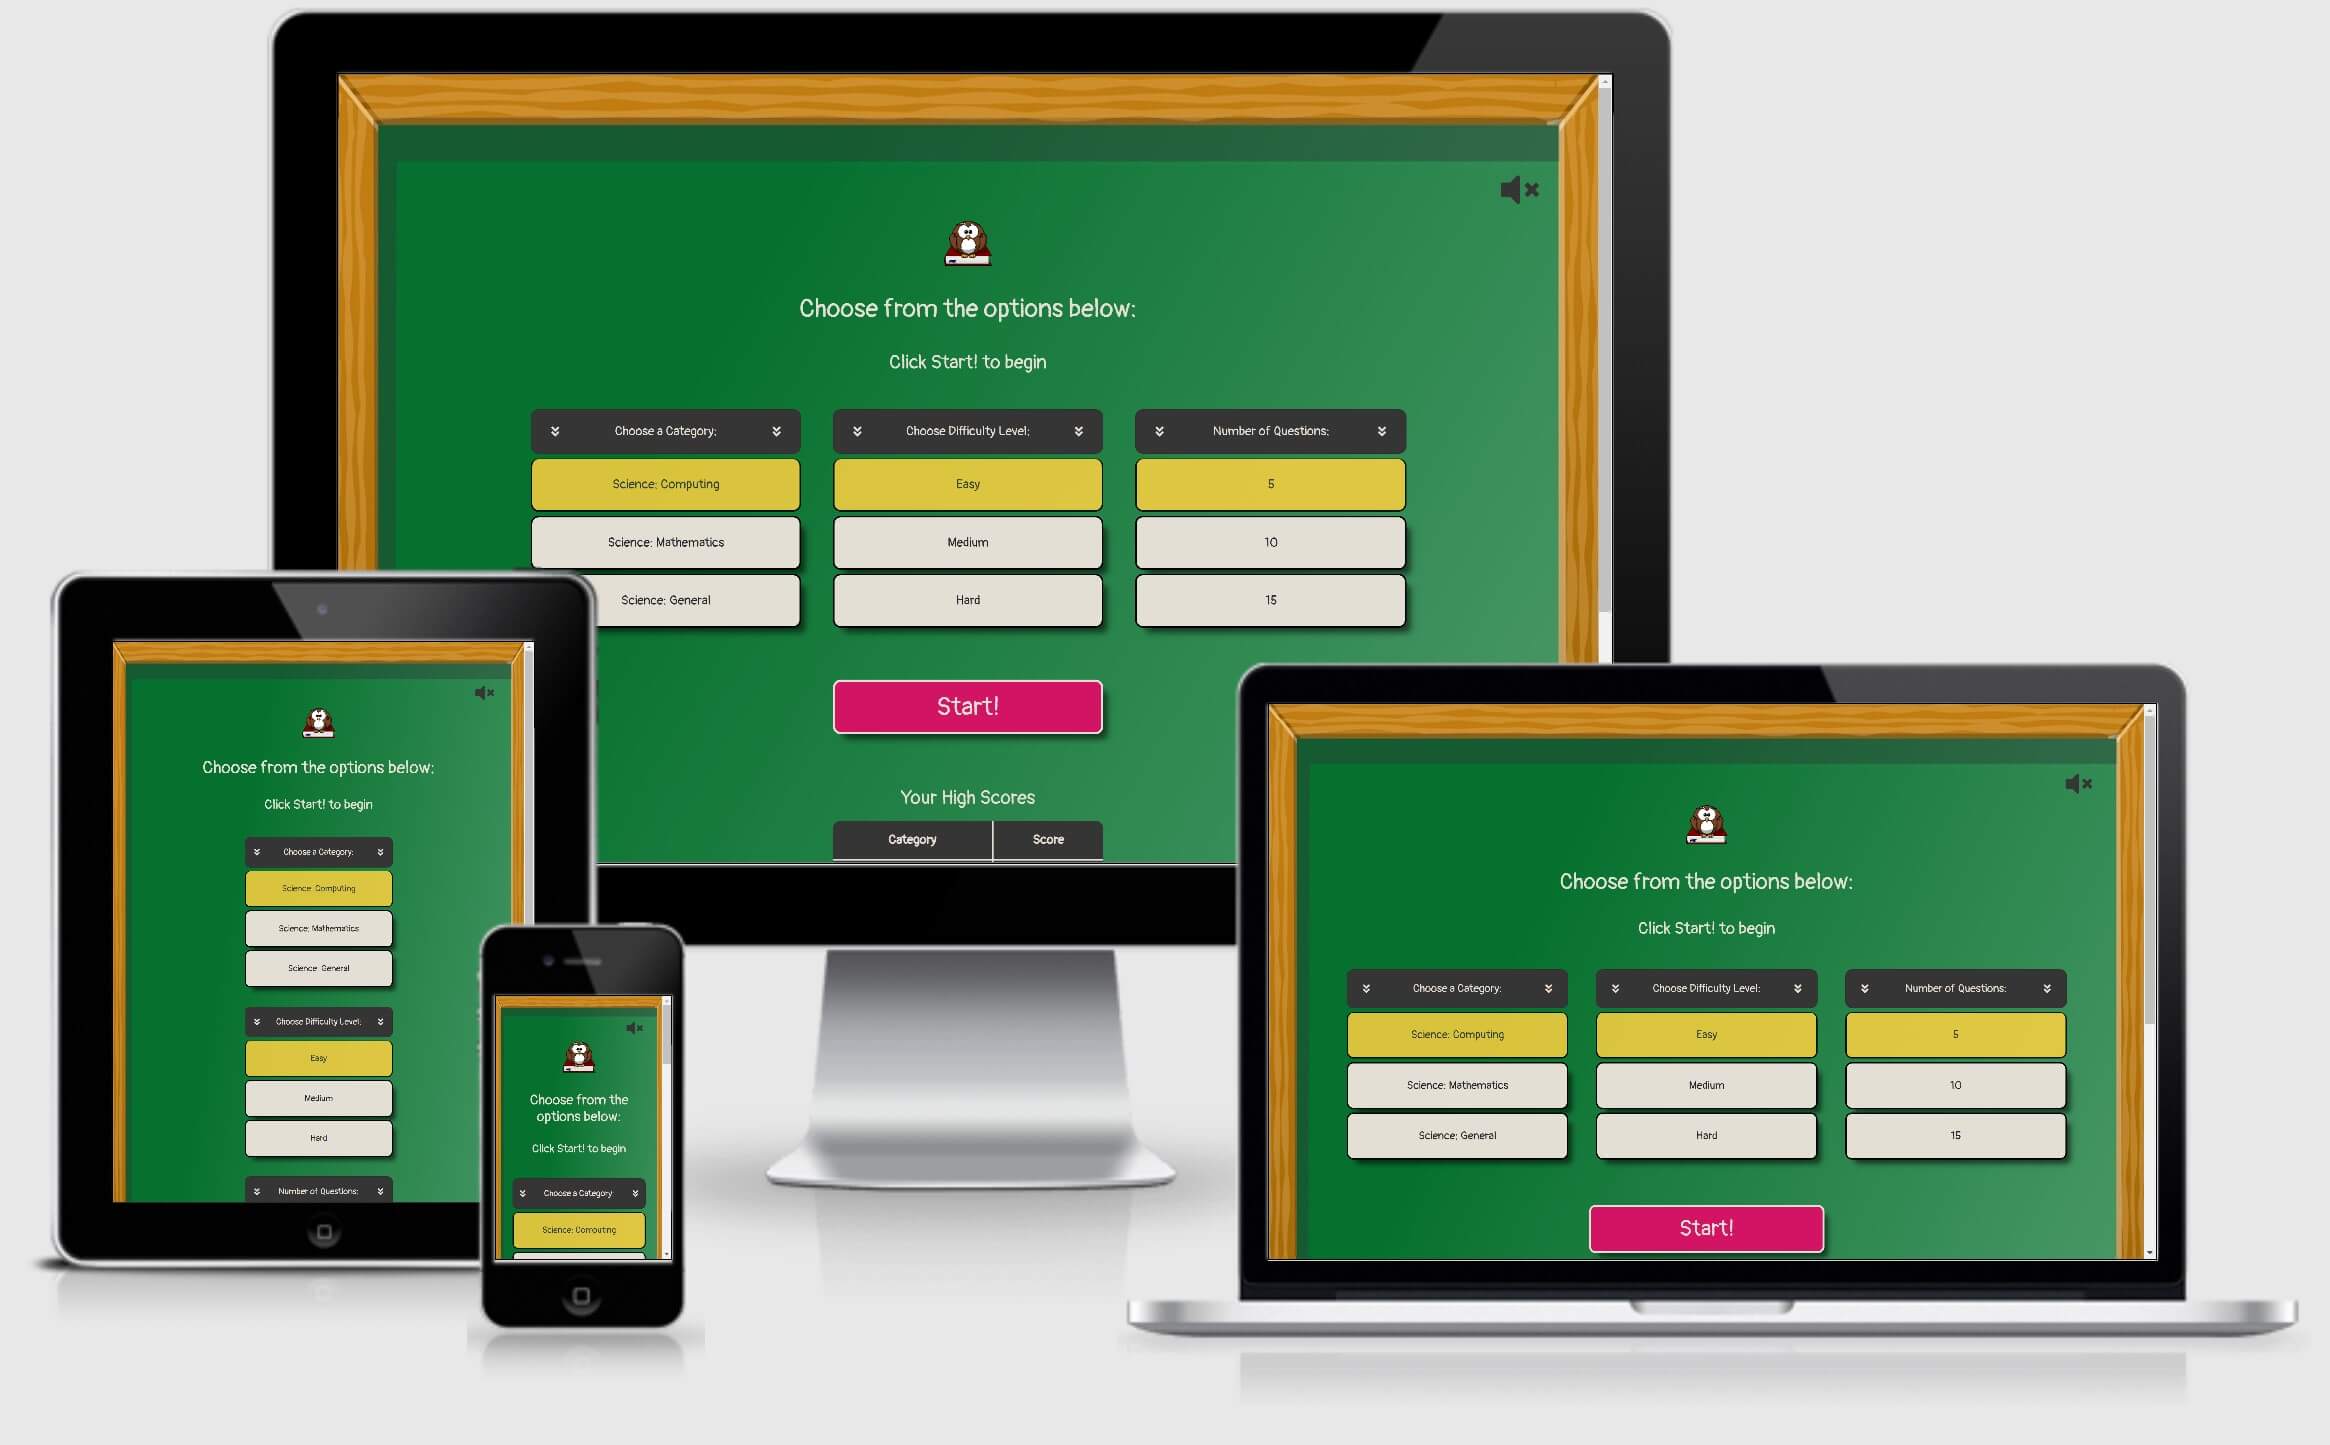 Choose from the options below:
Click Start! to begin
Choose a Category:
Choose Difficulty Level:
Number of Questions:
Science: Computing
Easy
5
Science: Mathematics
Medium
10
Science: General
Hard
15
Start!
Your High Scores
Category
Score
Choose from the options below:
Click Start! to begin
Choose a Category:
Science: Computing
Science: Mathematics
Science: General
Choose Difficulty Level:
Easy
Medium
Hard
Number of Questions:
Choose from the
options below:
Click Start! to begin
Choose a Category:
Science: Computing
Choose from the options below:
Click Start! to begin
Choose a Category:
Choose Difficulty Level:
Number of Questions:
Science: Computing
Easy
5
Science: Mathematics
Medium
10
Science: General
Hard
15
Start!